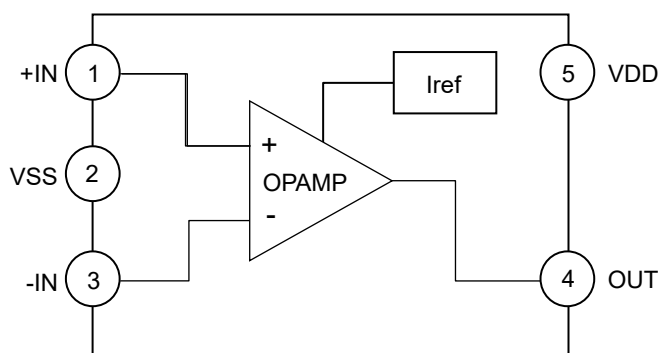 +IN 1
VSS 2
-IN 3
+
OPAMP
-
Iref
5 VDD
4 OUT